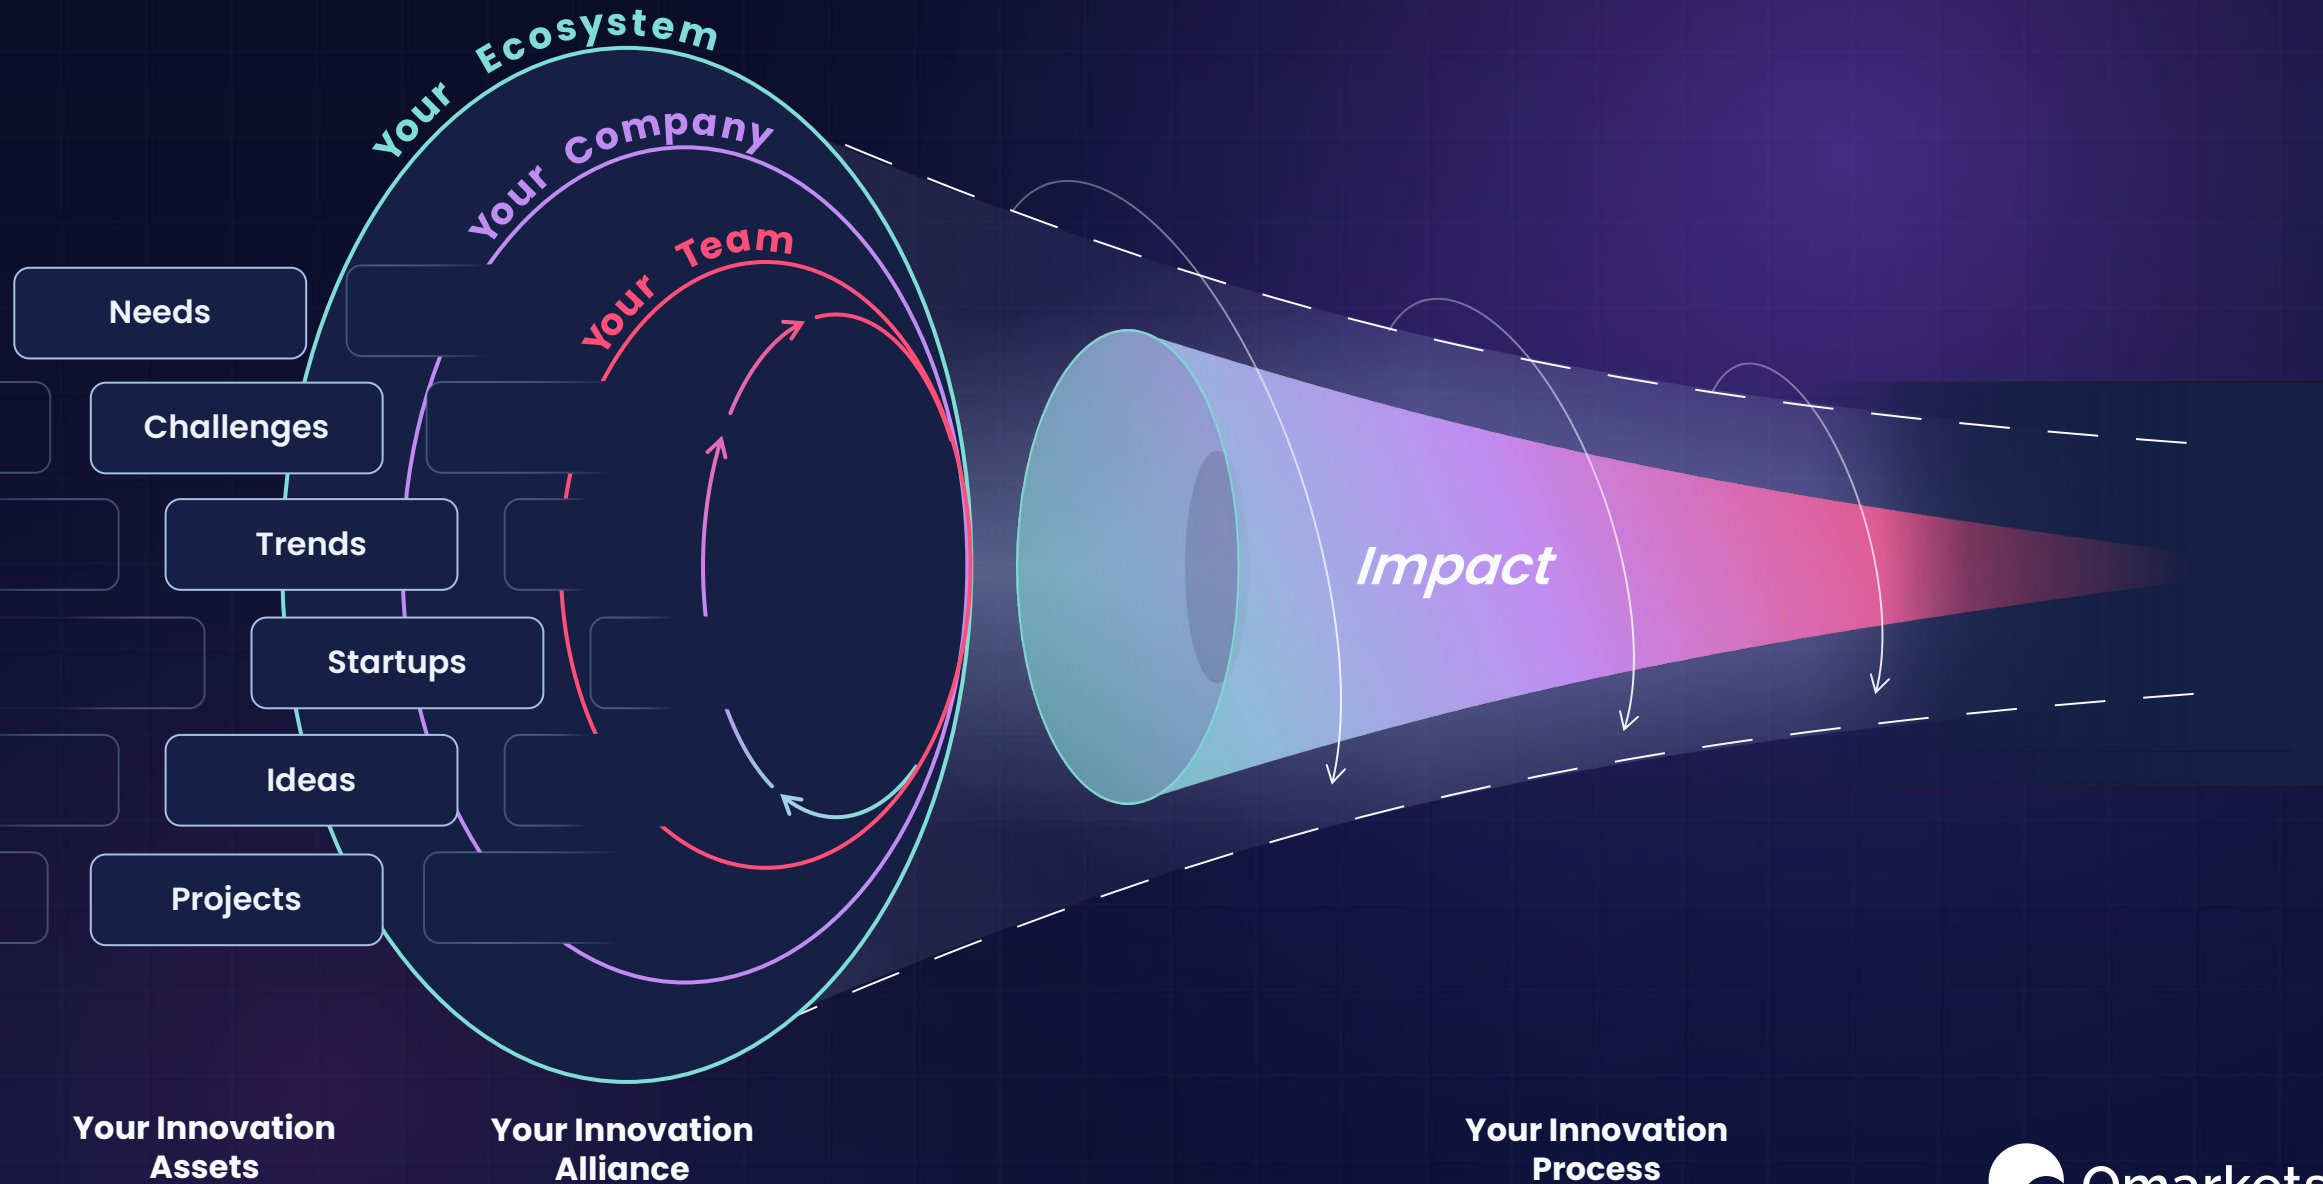 Your Ecosystem
Your Company
Your Team
Needs
Challenges
Trends
Startups
Ideas
Projects
Impact
Your Innovation
Assets
Your Innovation
Alliance
Your Innovation
Process
Qmarkets